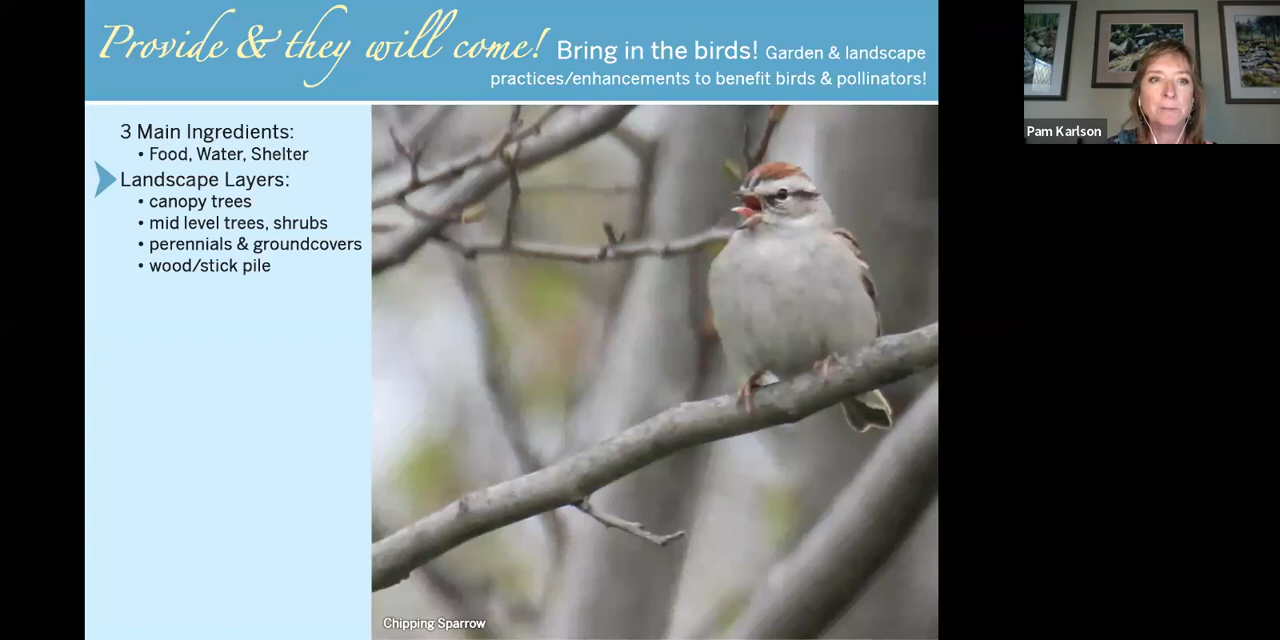 Provide & they will come! Bring in the birds! Garden & landscape
practices/enhancements to benefit birds & pollinators!
3 Main Ingredients:
• Food, Water, Shelter
Landscape Layers:
• canopy trees
• mid level trees, shrubs
• perennials & groundcovers
• wood/stick pile
Chipping Sparrow
Pam Karlson